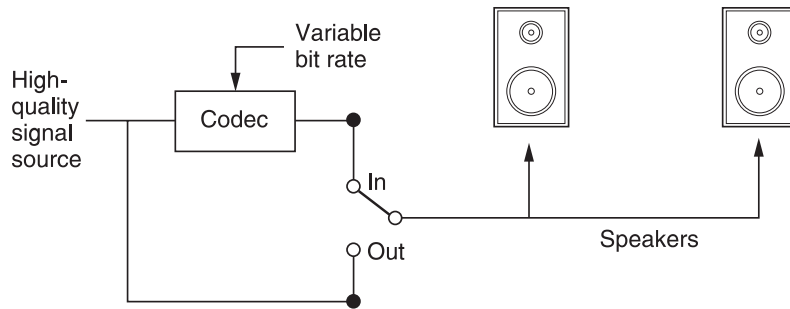 Variable
bit rate
High-
quality
signal
source
Codec
In
Out
Speakers